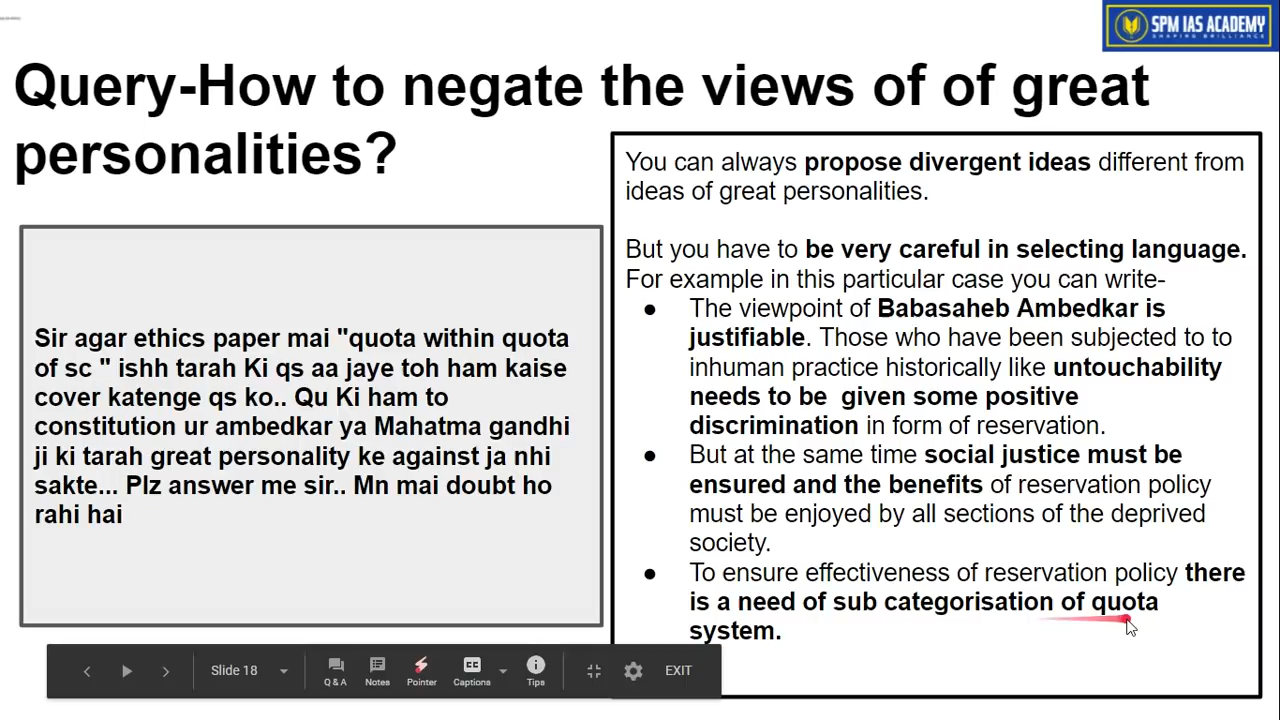 SPM IAS ACADEMY
SHAPING BRILLIANCE
Query-How to negate the views of of great
personalities?
Sir agar ethics paper mai "quota within quota
of sc " ishh tarah Ki qs aa jaye toh ham kaise
cover katenge qs ko.. Qu Ki ham to
constitution ur ambedkar ya Mahatma gandhi
ji ki tarah great personality ke against ja nhi
sakte... Plz answer me sir.. Mn mai doubt ho
rahi hai
You can always propose divergent ideas different from
ideas of great personalities.
But you have to be very careful in selecting language.
For example in this particular case you can write-
● The viewpoint of Babasaheb Ambedkar is
justifiable. Those who have been subjected to to
inhuman practice historically like untouchability
needs to be given some positive
discrimination in form of reservation.
● But at the same time social justice must be
ensured and the benefits of reservation policy
must be enjoyed by all sections of the deprived
society.
● To ensure effectiveness of reservation policy there
is a need of sub categorisation of quota
system.
Slide 18
Q & A
Notes
Pointer
CC
Captions
Tips
EXIT